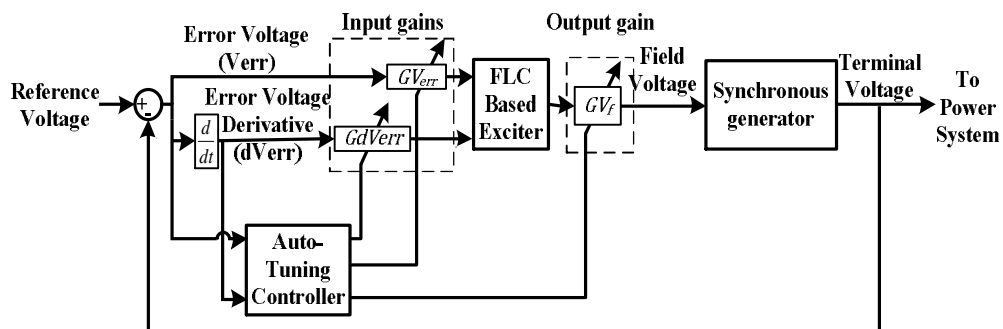 Input gains
Output gain
Error Voltage
(Verr)
Reference
Voltage
+
-
Error Voltage
Derivative
(dVerr)
d
dt
GVerr
GdVerr
FLC
Based
Exciter
GVf
Field
Voltage
Synchronous
generator
Terminal
Voltage
To
Power
System
Auto-
Tuning
Controller